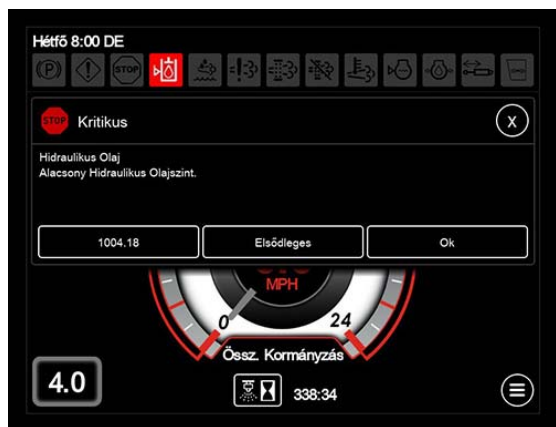 Hétfő 8:00 DE
P
STOP
STOP Kritikus X
Hidraulikus Olaj
Alacsony Hidraulikus Olajszint.
1004.18 Elsődleges Ok
MPH
0 24
Össz. Kormányzás
4.0 338:34